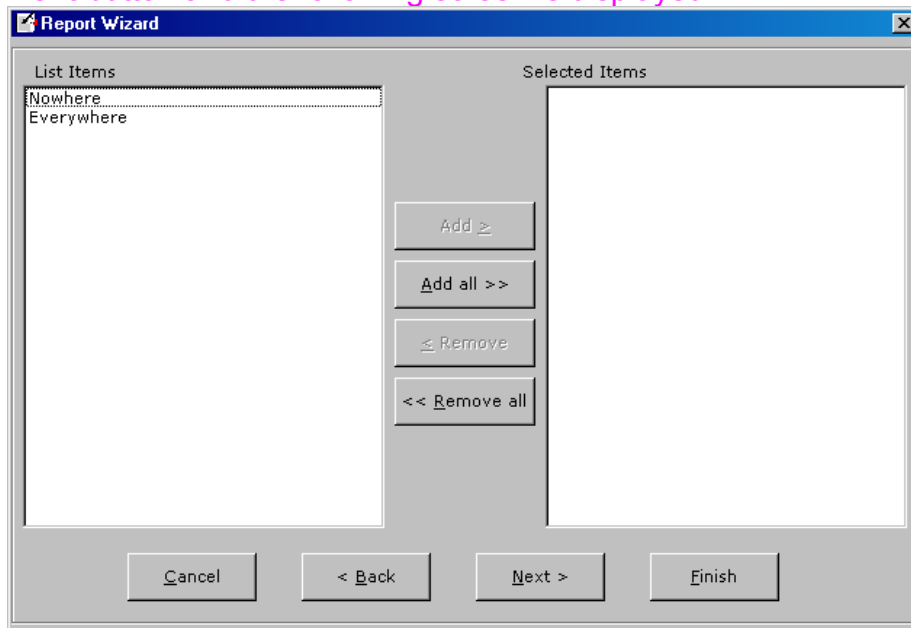 Report Wizard
List Items
Selected Items
Nowhere
Everywhere
Add >
Add all >>
< Remove
<< Remove all
Cancel
< Back
Next >
Finish